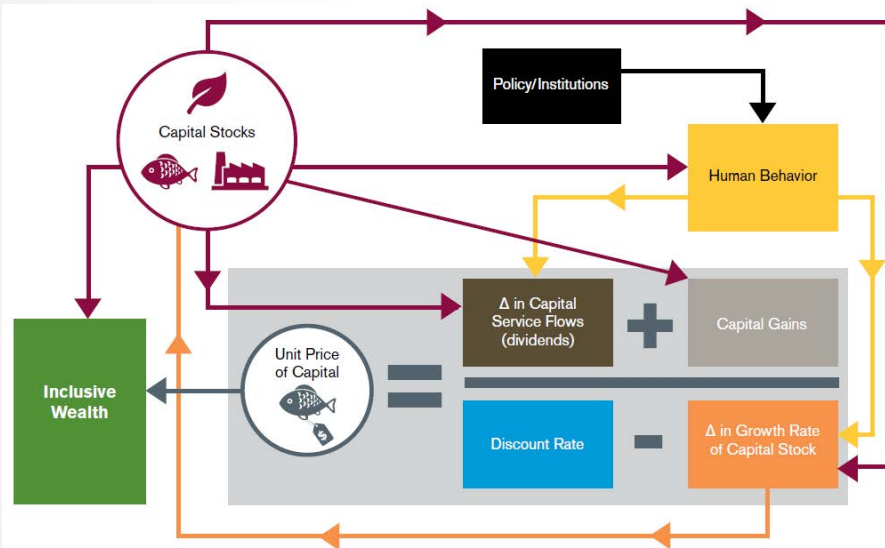 Policy/Institutions
Capital Stocks
Human Behavior
Δ in Capital
Service Flows
(dividends)
+
Capital Gains
Unit Price
of Capital
$
=
Inclusive
Wealth
Discount Rate
-
Δ in Growth Rate
of Capital Stock